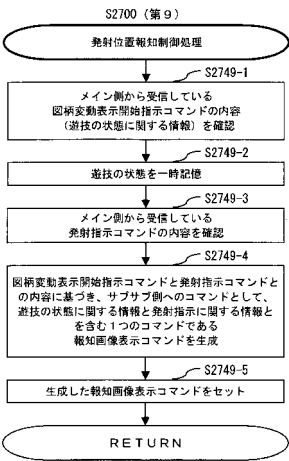 S2700（第９）
発射位置報知制御処理
S2749-1
メイン側から受信している
図柄変動表示開始指示コマンドの内容
（遊技の状態に関する情報）を確認
S2749-2
遊技の状態を一時記憶
S2749-3
メイン側から受信している
発射指示コマンドの内容を確認
S2749-4
図柄変動表示開始指示コマンドと発射指示コマンドと
の内容に基づき、サブサブ側へのコマンドとして、
遊技の状態に関する情報と発射指示に関する情報と
を含む１つのコマンドである
報知画像表示コマンドを生成
S2749-5
生成した報知画像表示コマンドをセット
ＲＥＴＵＲＮ